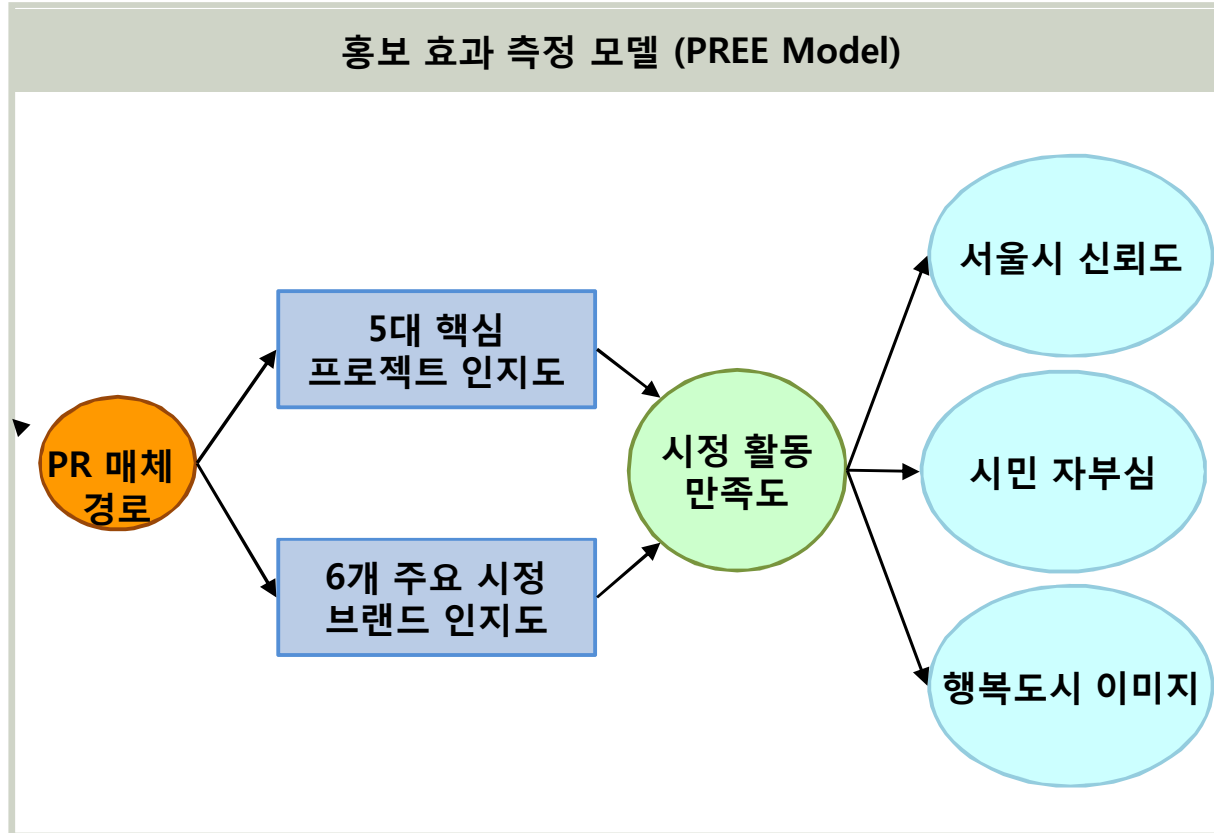 홍보 효과 측정 모델 (PREE Model)
PR 매체
경로
5대 핵심
프로젝트 인지도
6개 주요 시정
브랜드 인지도
시정 활동
만족도
서울시 신뢰도
시민 자부심
행복도시 이미지